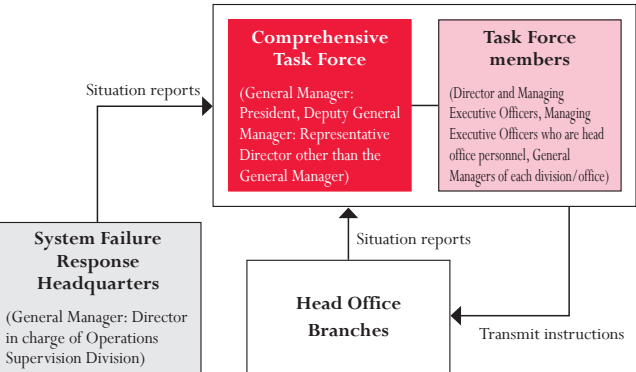 Comprehensive
Task Force
(General Manager:
President, Deputy General
Manager: Representative
Director other than the
General Manager)
Task Force
members
(Director and Managing
Executive Officers, Managing
Executive Officers who are head
office personnel, General
Managers of each division/office)
Situation reports
System Failure
Response
Headquarters
(General Manager: Director
in charge of Operations
Supervision Division)
Situation reports
Head Office
Branches
Transmit instructions